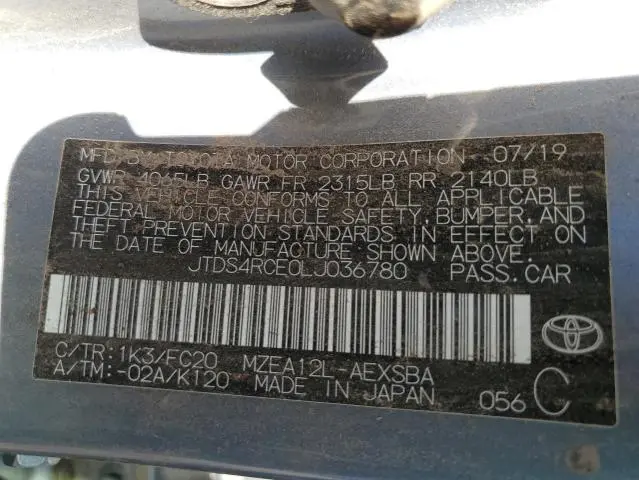 MFD. BY TOYOTA MOTOR CORPORATION 07/19
GVWR 4065LB GAWR FR 2315LB RR 2140LB
THIS VEHICLE CONFORMS TO ALL APPLICABLE
FEDERAL MOTOR VEHICLE SAFETY, BUMPER, AND
THEFT PREVENTION STANDARDS IN EFFECT ON
THE DATE OF MANUFACTURE SHOWN ABOVE.
JTDS4RCE0LJ036780 PASS. CAR
C/TR: 1K3/FC20 MZEA12L-AEXSBA
A/TM: -02A/K120 MADE IN JAPAN 056 C